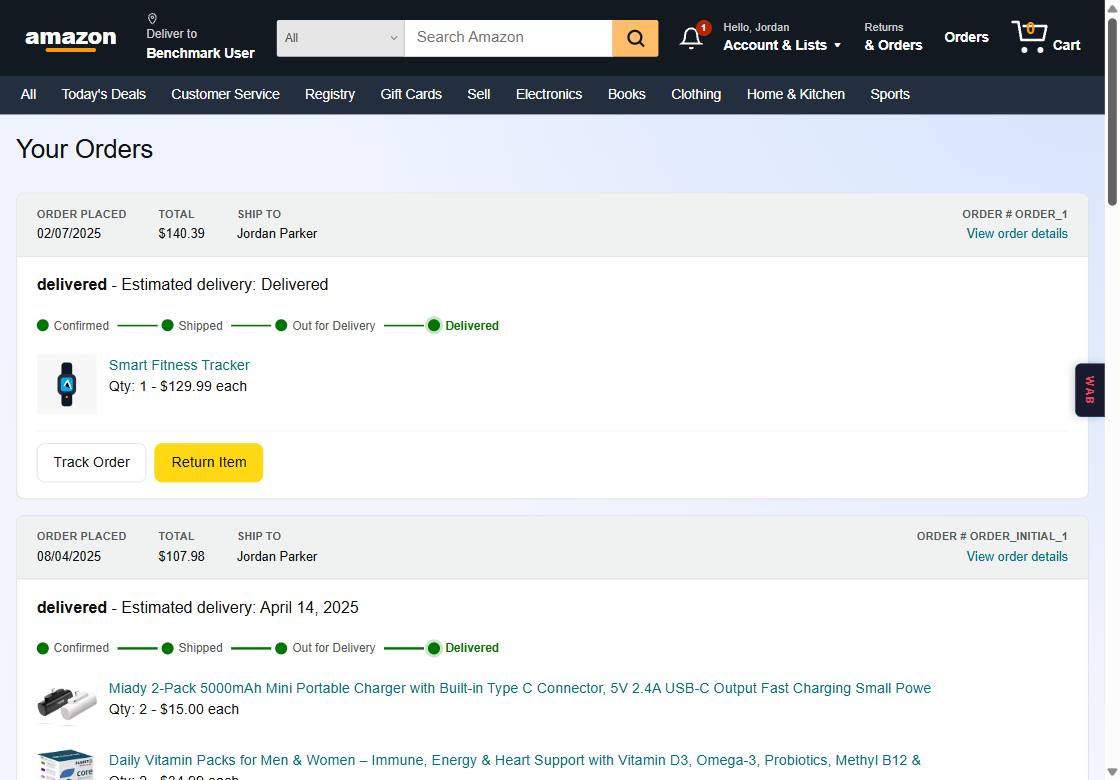 amazon
Deliver to
Benchmark User
All
Search Amazon
1
Hello, Jordan
Account & Lists
Returns
& Orders
Orders
0
Cart
All
Today's Deals
Customer Service
Registry
Gift Cards
Sell
Electronics
Books
Clothing
Home & Kitchen
Sports
Your Orders
ORDER PLACED
02/07/2025
TOTAL
$140.39
SHIP TO
Jordan Parker
ORDER # ORDER_1
View order details
delivered - Estimated delivery: Delivered
Confirmed
Shipped
Out for Delivery
Delivered
Smart Fitness Tracker
Qty: 1 - $129.99 each
WAB
Track Order
Return Item
ORDER PLACED
08/04/2025
TOTAL
$107.98
SHIP TO
Jordan Parker
ORDER # ORDER_INITIAL_1
View order details
delivered - Estimated delivery: April 14, 2025
Confirmed
Shipped
Out for Delivery
Delivered
Miady 2-Pack 5000mAh Mini Portable Charger with Built-in Type C Connector, 5V 2.4A USB-C Output Fast Charging Small Powe
Qty: 2 - $15.00 each
core
Daily Vitamin Packs for Men & Women – Immune, Energy & Heart Support with Vitamin D3, Omega-3, Probiotics, Methyl B12 &
Qty: 2 - $34.99 each